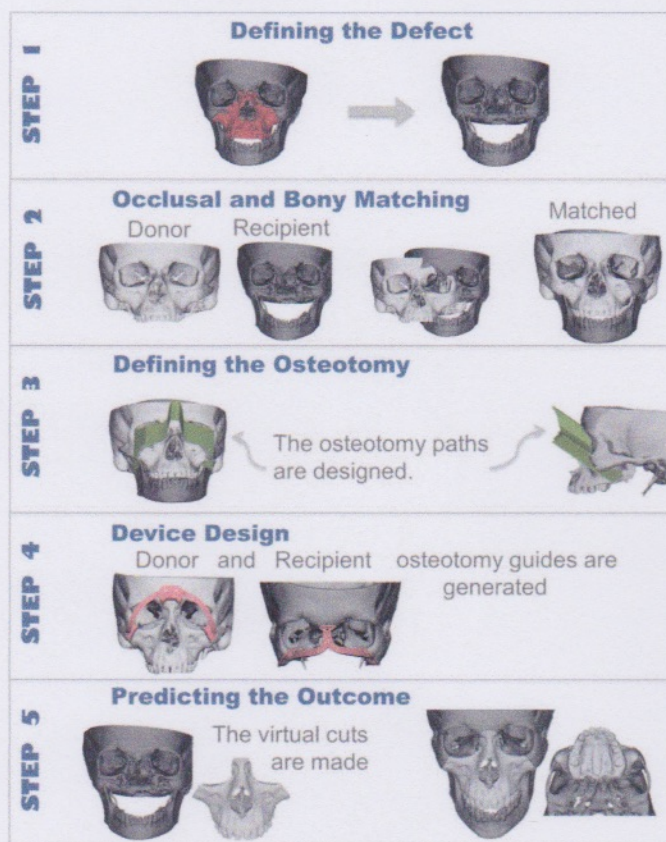 STEP 1
Defining the Defect
STEP 2
Occlusal and Bony Matching
Donor Recipient Matched
STEP 3
Defining the Osteotomy
The osteotomy paths
are designed.
STEP 4
Device Design
Donor and Recipient osteotomy guides are
generated
STEP 5
Predicting the Outcome
The virtual cuts
are made